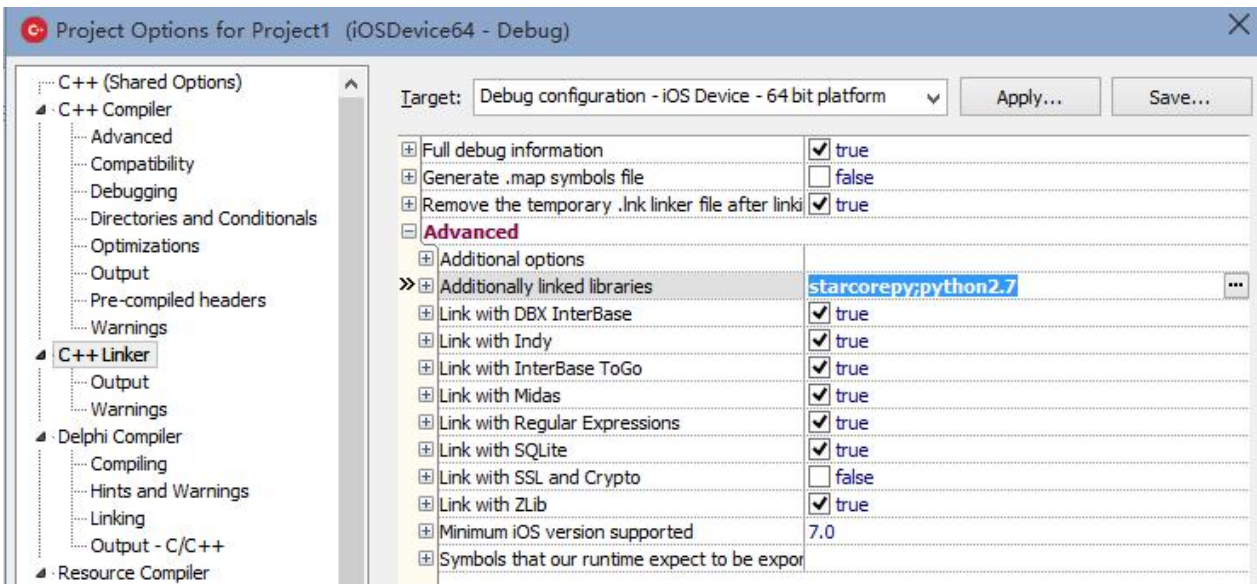 Project Options for Project1 (iOSDevice64 - Debug)
C++ (Shared Options)
C++ Compiler
Advanced
Compatibility
Debugging
Directories and Conditionals
Optimizations
Output
Pre-compiled headers
Warnings
C++ Linker
Output
Warnings
Delphi Compiler
Compiling
Hints and Warnings
Linking
Output - C/C++
Resource Compiler
Target: Debug configuration - iOS Device - 64 bit platform Apply... Save...
Full debug information true
Generate .map symbols file false
Remove the temporary .lnk linker file after linki true
Advanced
Additional options
Additionally linked libraries starcorepy;python2.7 ...
Link with DBX InterBase true
Link with Indy true
Link with InterBase ToGo true
Link with Midas true
Link with Regular Expressions true
Link with SQLite true
Link with SSL and Crypto false
Link with ZLib true
Minimum iOS version supported 7.0
Symbols that our runtime expect to be expor